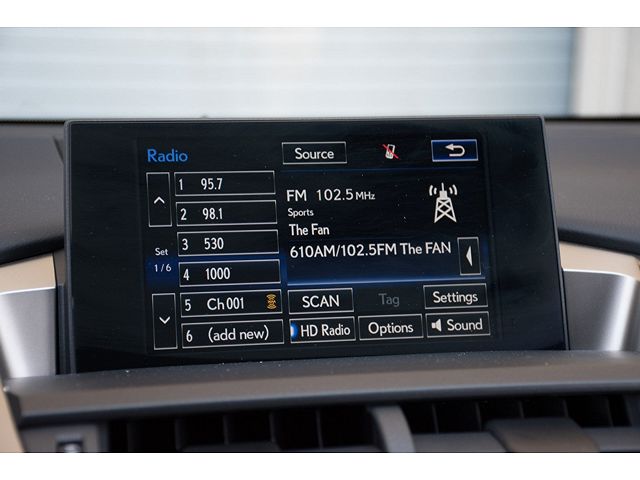 Radio
Source
1 95.7
2 98.1
3 530
4 1000
5 Ch 001
6 (add new)
Set
1/6
FM 102.5 MHz
Sports
The Fan
610AM/102.5FM The FAN
SCAN
Tag
Settings
HD Radio
Options
Sound